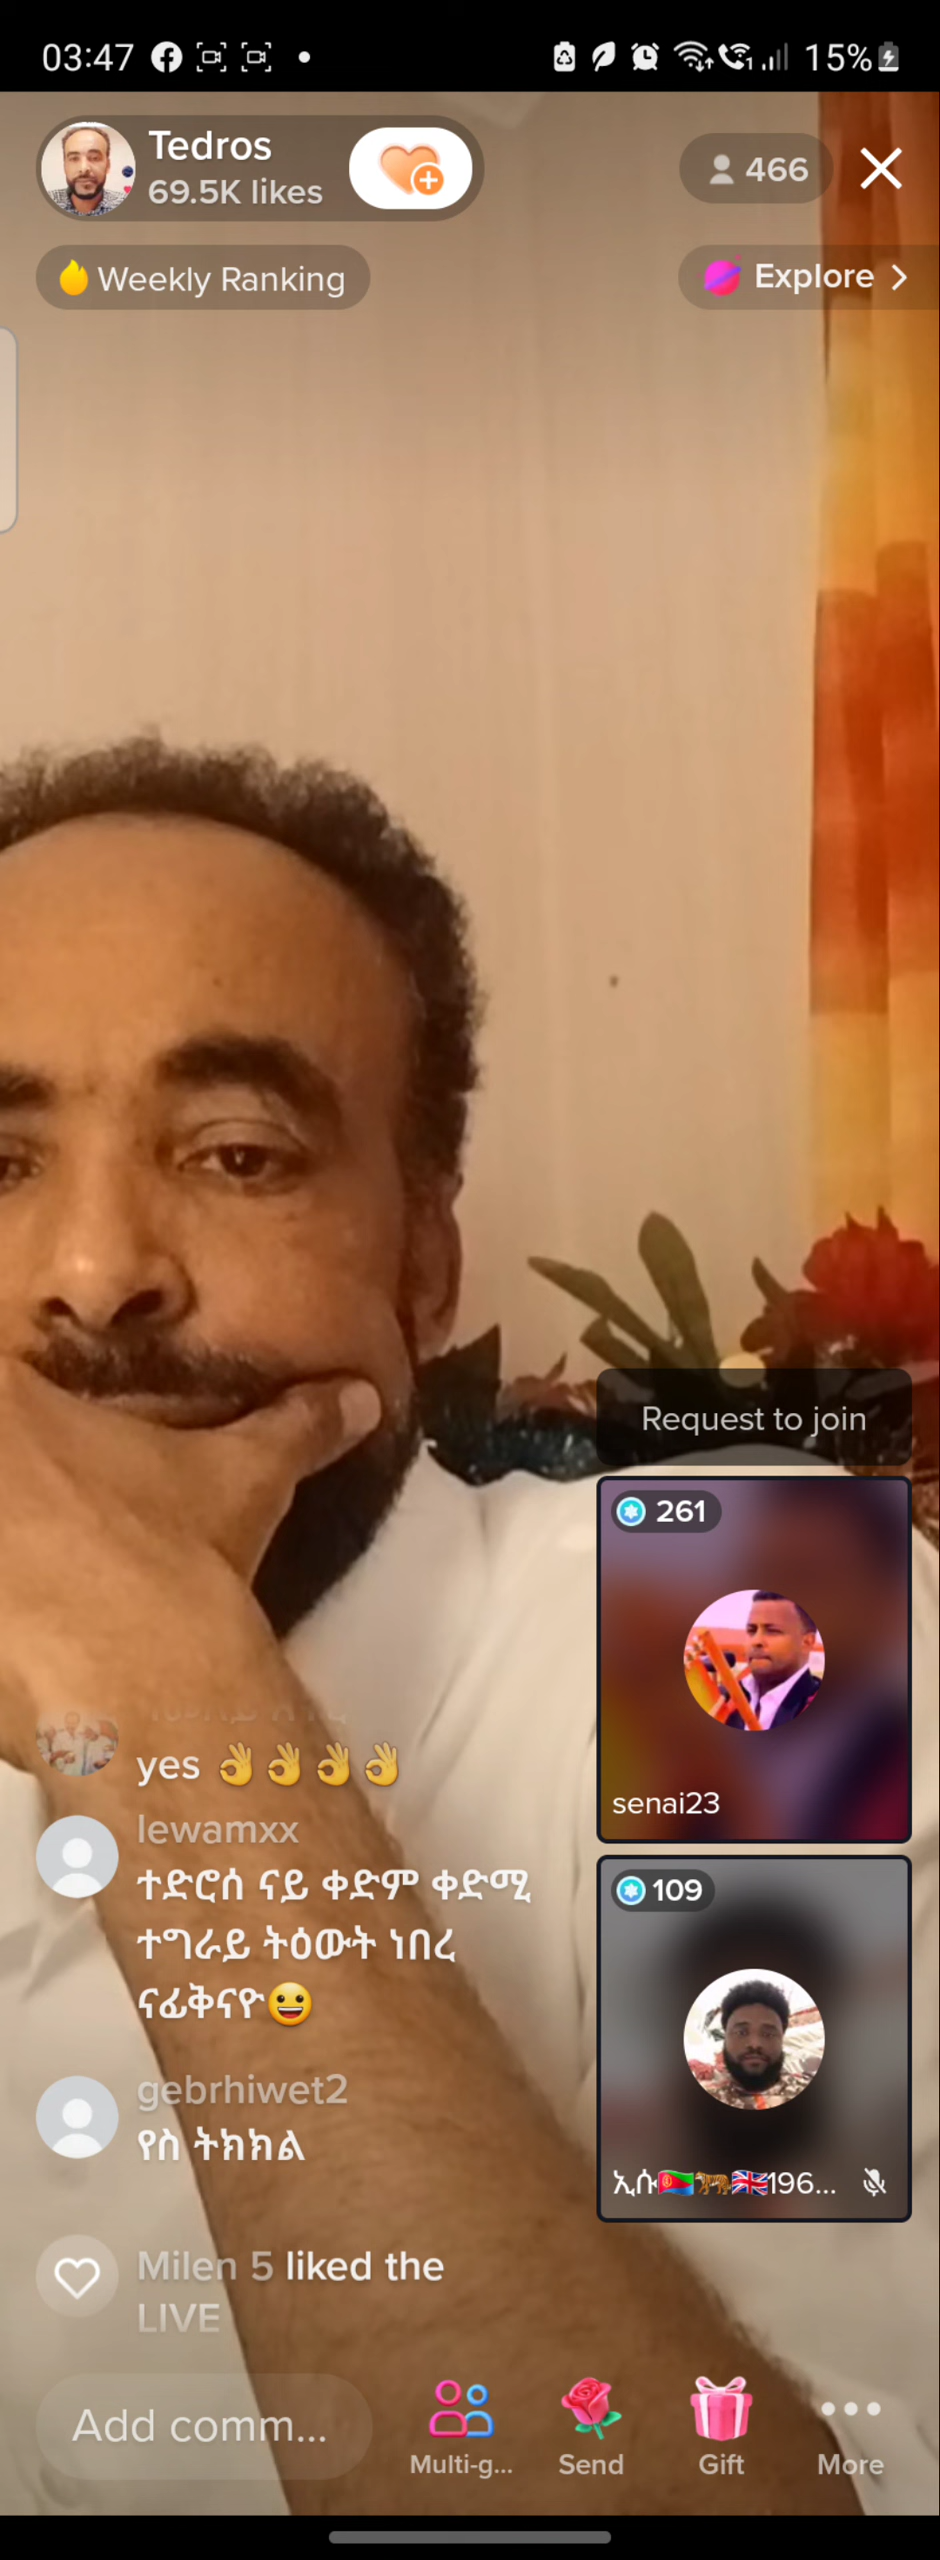 03:47
15%
Tedros
69.5K likes
466
Weekly Ranking
Explore
Request to join
261
senai23
109
ኢሱ🇪🇷🐅🇬🇧196...
yes 👌👌👌👌
lewamxx
ተድሮሰ ናይ ቀድም ቀድሚ
ተግራይ ትዕውት ነበረ
ናፊቅናዮ😀
gebrhiwet2
የስ ትክክል
Milen 5 liked the
LIVE
Add comm...
Multi-g...
Send
Gift
More